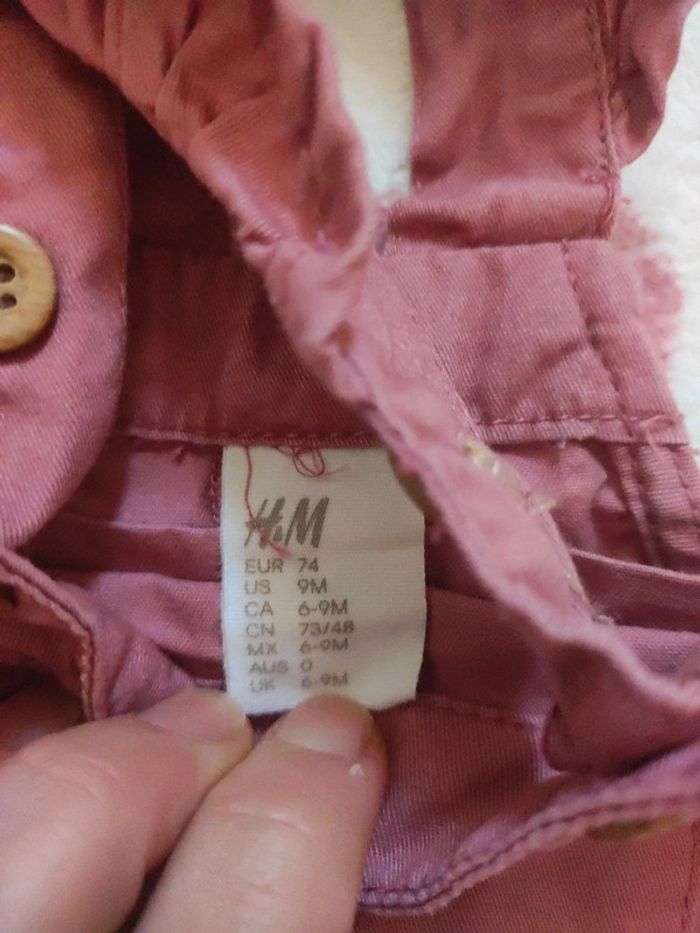 H&M
EUR 74
US 9M
CA 6-9M
CN 73/48
MX 6-9M
AUS 0
UK 6-9M